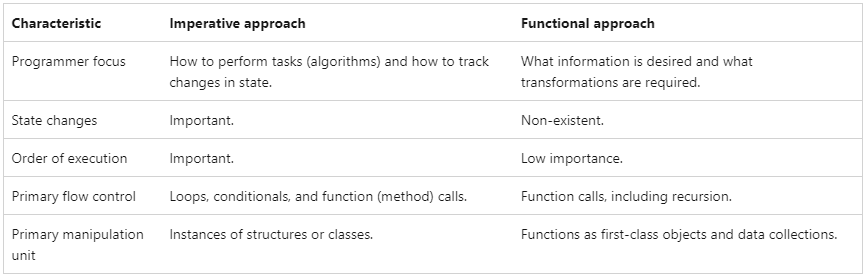 Characteristic Imperative approach Functional approach
Programmer focus How to perform tasks (algorithms) and how to track What information is desired and what
changes in state. transformations are required.
State changes Important. Non-existent.
Order of execution Important. Low importance.
Primary flow control Loops, conditionals, and function (method) calls. Function calls, including recursion.
Primary manipulation Instances of structures or classes. Functions as first-class objects and data collections.
unit